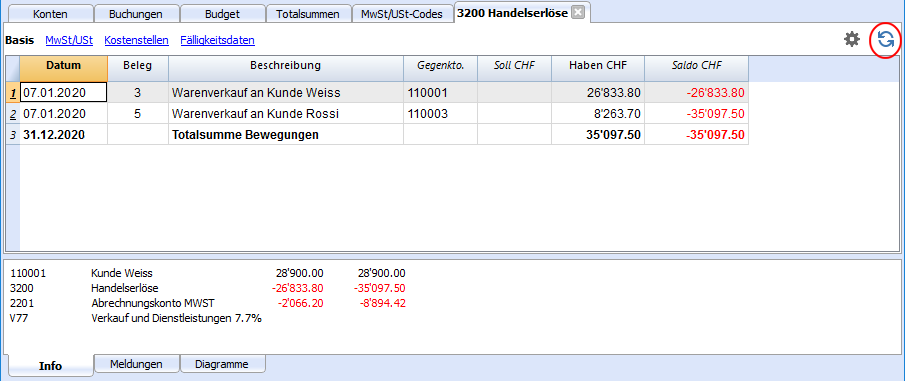 Konten Buchungen Budget Totalsummen MwSt/USt-Codes 3200 Handelserlöse
Basis MwSt/USt Kostenstellen Fälligkeitsdaten
Datum Beleg Beschreibung Gegenkto. Soll CHF Haben CHF Saldo CHF
1 07.01.2020 3 Warenverkauf an Kunde Weiss 110001 26'833.80 -26'833.80
2 07.01.2020 5 Warenverkauf an Kunde Rossi 110003 8'263.70 -35'097.50
3 31.12.2020 Totalsumme Bewegungen 35'097.50 -35'097.50
110001 Kunde Weiss 28'900.00 28'900.00
3200 Handelserlöse -26'833.80 -35'097.50
2201 Abrechnungskonto MWST -2'066.20 -8'894.42
V77 Verkauf und Dienstleistungen 7.7%
Info Meldungen Diagramme